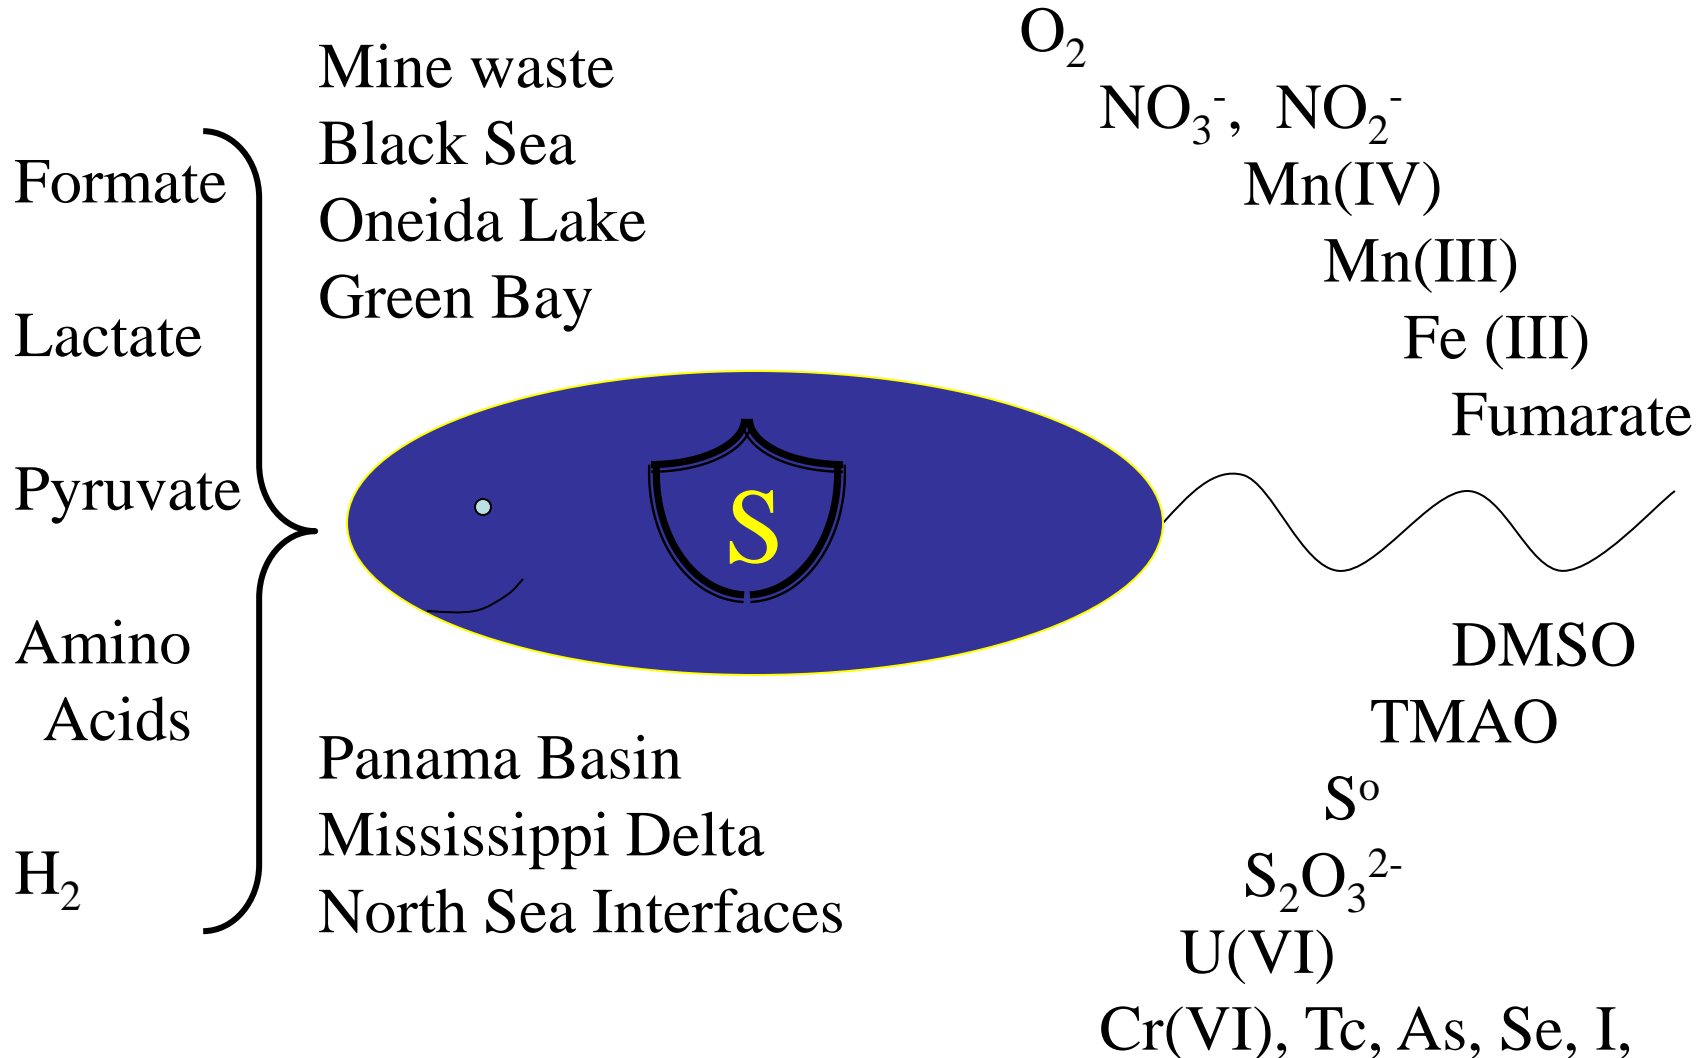 Formate
Lactate
Pyruvate
Amino
Acids
H₂
Mine waste
Black Sea
Oneida Lake
Green Bay
S
Panama Basin
Mississippi Delta
North Sea Interfaces
O₂
NO₃⁻, NO₂⁻
Mn(IV)
Mn(III)
Fe (III)
Fumarate
DMSO
TMAO
Sᵒ
S₂O₃²⁻
U(VI)
Cr(VI), Tc, As, Se, I,